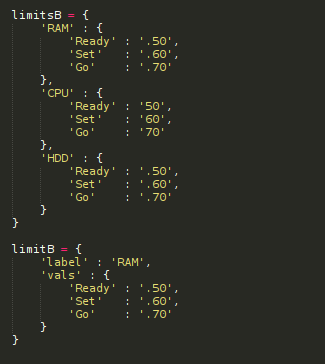 limitsB = {
    'RAM' : {
        'Ready' : '.50',
        'Set'   : '.60',
        'Go'    : '.70'
    },
    'CPU' : {
        'Ready' : '50',
        'Set'   : '60',
        'Go'    : '70'
    },
    'HDD' : {
        'Ready' : '.50',
        'Set'   : '.60',
        'Go'    : '.70'
    }
}
limitB = {
    'label' : 'RAM',
    'vals' : {
        'Ready' : '.50',
        'Set'   : '.60',
        'Go'    : '.70'
    }
}